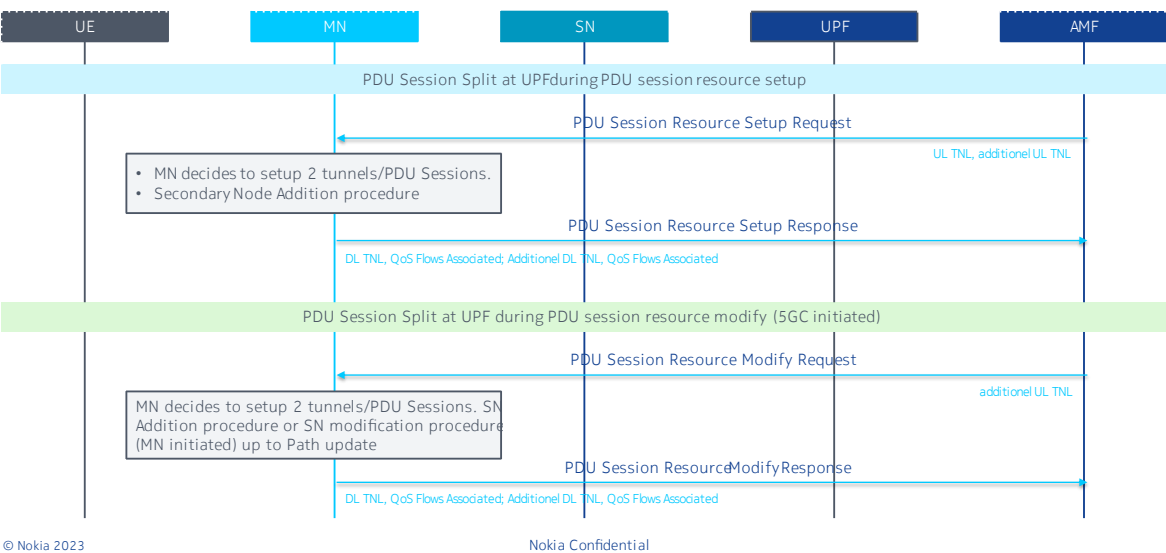 UE MN SN UPF AMF
PDU Session Split at UPFduring PDU session resource setup
PDU Session Resource Setup Request
UL TNL, additionel UL TNL
• MN decides to setup 2 tunnels/PDU Sessions.
• Secondary Node Addition procedure
PDU Session Resource Setup Response
DL TNL, QoS Flows Associated; Additionel DL TNL, QoS Flows Associated
PDU Session Split at UPF during PDU session resource modify (5GC initiated)
PDU Session Resource Modify Request
additionel UL TNL
MN decides to setup 2 tunnels/PDU Sessions. SN
Addition procedure or SN modification procedure
(MN initiated) up to Path update
PDU Session Resource Modify Response
DL TNL, QoS Flows Associated; Additionel DL TNL, QoS Flows Associated
© Nokia 2023 Nokia Confidential